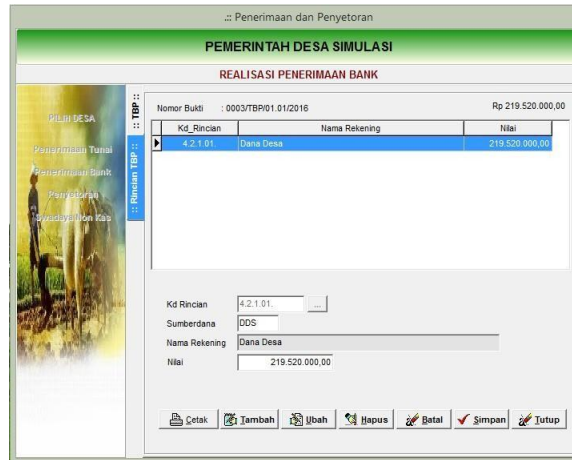 .:: Penerimaan dan Penyetoran
PEMERINTAH DESA SIMULASI
REALISASI PENERIMAAN BANK
PILIH DESA
Penerimaan Tunai
Penerimaan Bank
Penyetoran
Swadaya Non Kas
:: TBP ::
:: Rincian TBP ::
Nomor Bukti : 0003/TBP/01.01/2016 Rp 219.520.000,00
Kd_Rincian Nama Rekening Nilai
4.2.1.01. Dana Desa 219.520.000,00
Kd Rincian 4.2.1.01. ...
Sumberdana DDS
Nama Rekening Dana Desa
Nilai 219.520.000,00
Cetak Tambah Ubah Hapus Batal Simpan Tutup